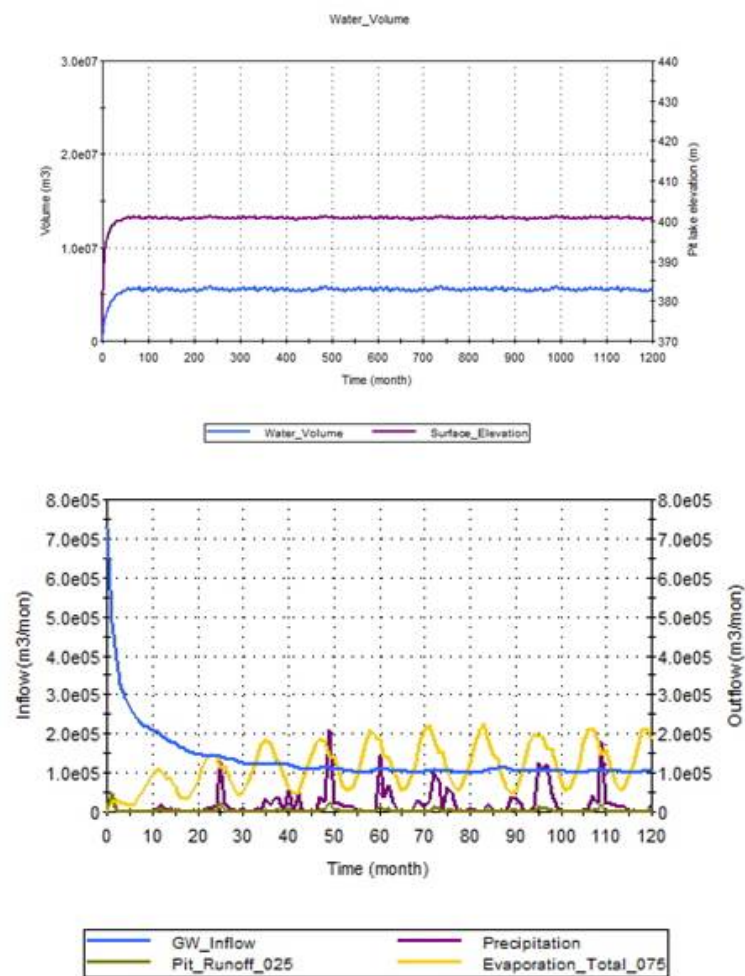 Water_Volume
3.0e07
2.0e07
1.0e07
0
Volume (m3)
440
430
420
410
400
390
380
370
Pit lake elevation (m)
0 100 200 300 400 500 600 700 800 900 1000 1100 1200
Time (month)
Water_Volume Surface_Elevation
8.0e05
7.0e05
6.0e05
5.0e05
4.0e05
3.0e05
2.0e05
1.0e05
0
Inflow (m3/mon)
8.0e05
7.0e05
6.0e05
5.0e05
4.0e05
3.0e05
2.0e05
1.0e05
0
Outflow (m3/mon)
0 10 20 30 40 50 60 70 80 90 100 110 120
Time (month)
GW_Inflow Precipitation
Pit_Runoff_025 Evaporation_Total_075